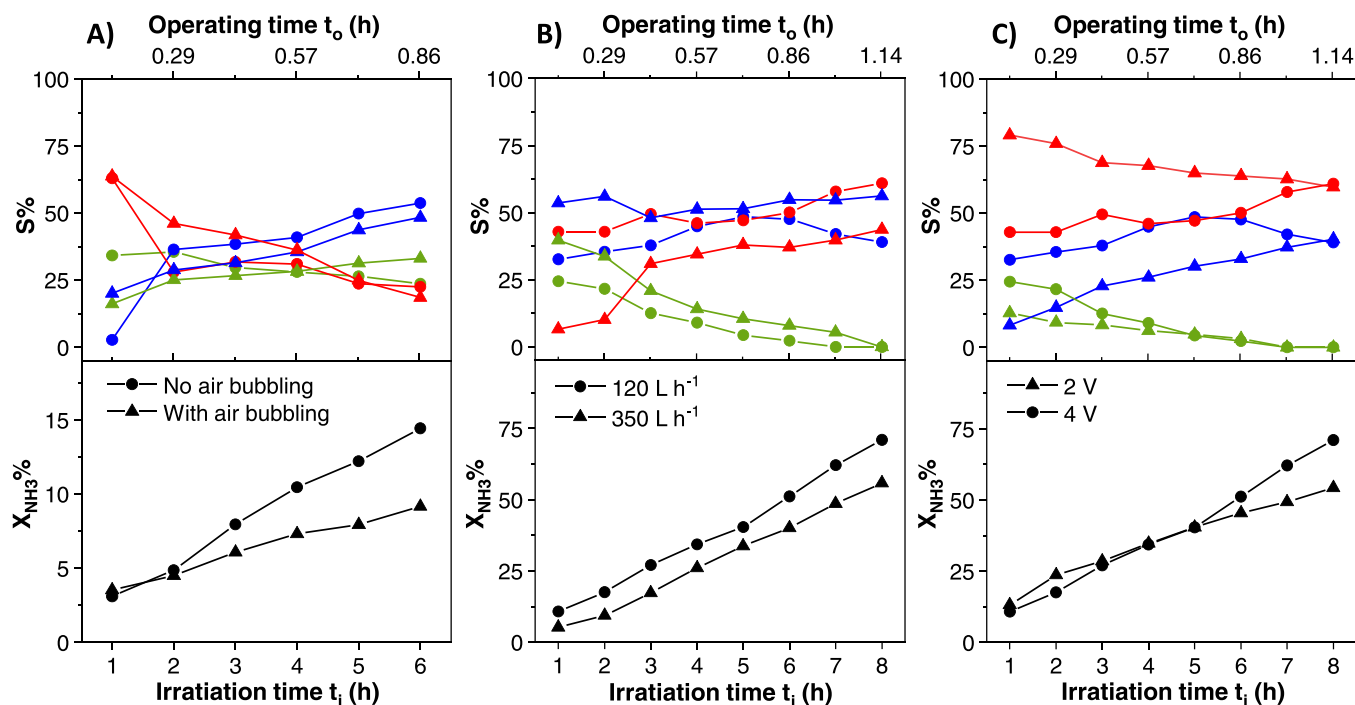 A)
Operating time t_o (h)
0.29 0.57 0.86
100
75
50
25
0
S%
No air bubbling
With air bubbling
15
10
5
0
X_NH3%
1 2 3 4 5 6
Irratiation time t_i (h)
B)
Operating time t_o (h)
0.29 0.57 0.86 1.14
100
75
50
25
0
S%
120 L h⁻¹
350 L h⁻¹
75
50
25
0
X_NH3%
1 2 3 4 5 6 7 8
Irratiation time t_i (h)
C)
Operating time t_o (h)
0.29 0.57 0.86 1.14
100
75
50
25
0
S%
2 V
4 V
75
50
25
0
X_NH3%
1 2 3 4 5 6 7 8
Irratiation time t_i (h)